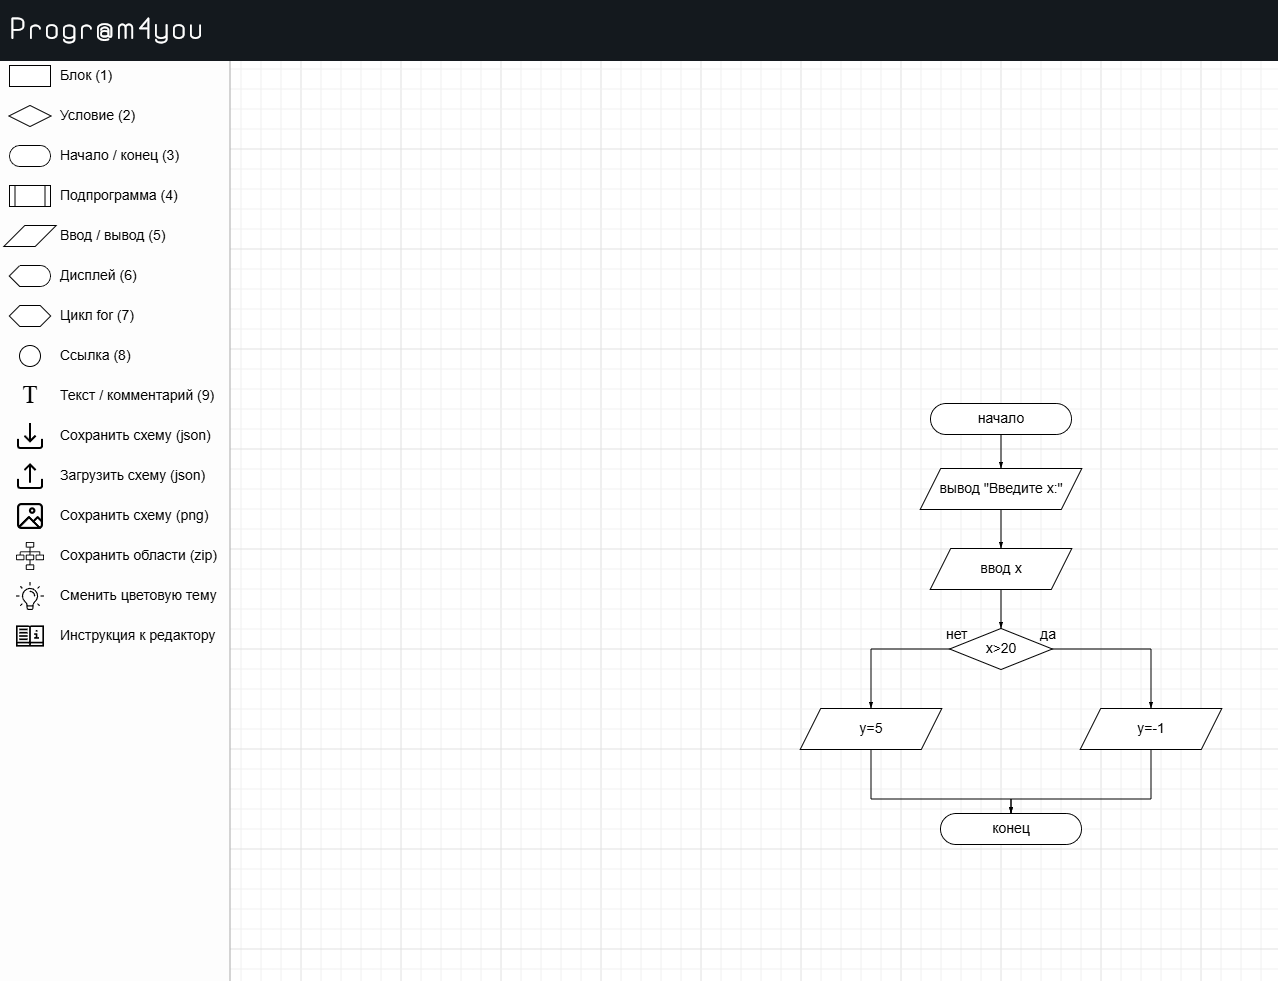 Progr@m4you
Блок (1)
Условие (2)
Начало / конец (3)
Подпрограмма (4)
Ввод / вывод (5)
Дисплей (6)
Цикл for (7)
Ссылка (8)
T Текст / комментарий (9)
Сохранить схему (json)
Загрузить схему (json)
Сохранить схему (png)
Сохранить области (zip)
Сменить цветовую тему
Инструкция к редактору
начало
вывод "Введите x:"
ввод x
нет
да
x>20
y=5
y=-1
конец